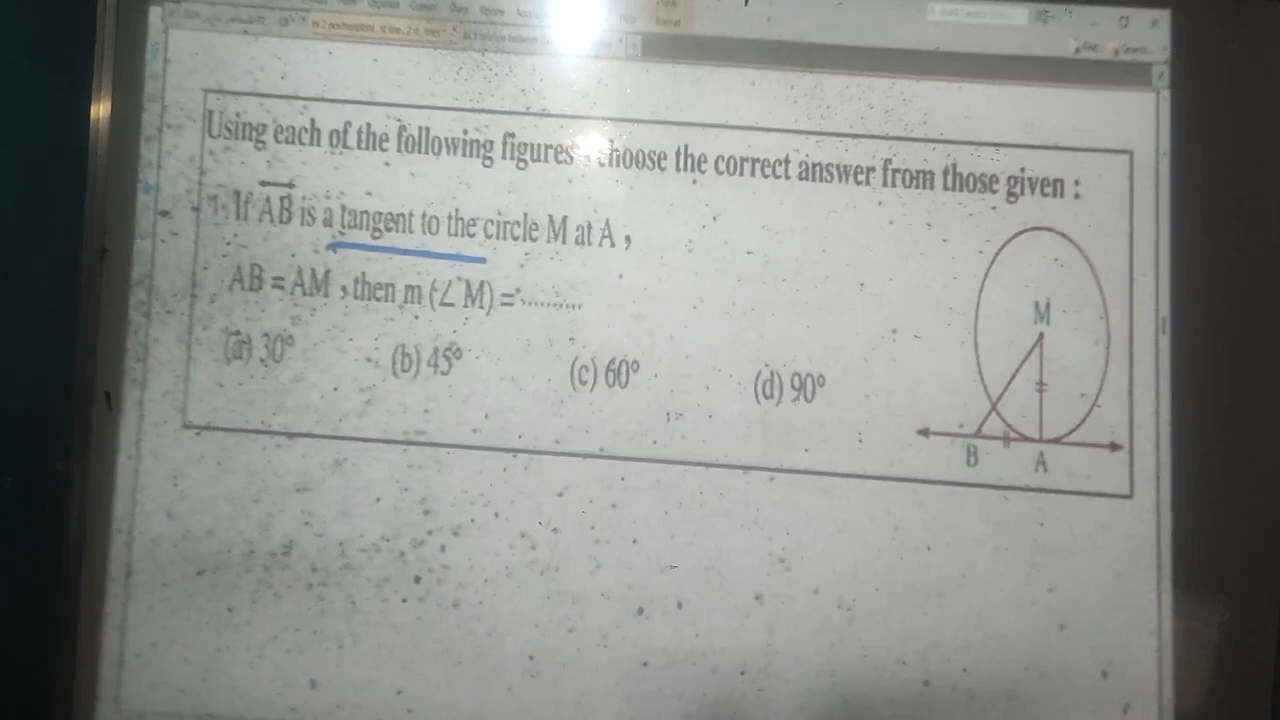 Using each of the following figures, choose the correct answer from those given :
If AB is a tangent to the circle M at A ,
AB = AM , then m (∠ M) = ..........
(a) 30° (b) 45° (c) 60° (d) 90°
M
B A